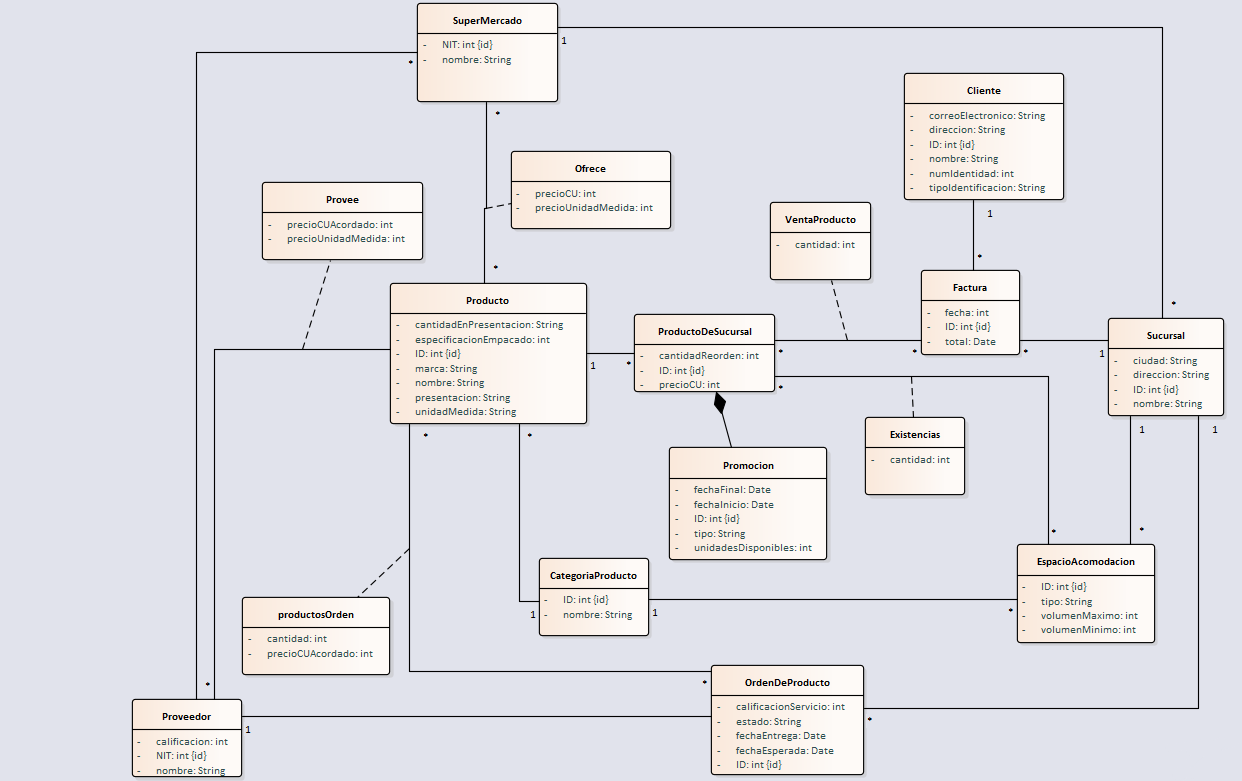 SuperMercado
- NIT: int {id}
- nombre: String
1
*
*
Cliente
- correoElectronico: String
- direccion: String
- ID: int {id}
- nombre: String
- numIdentidad: int
- tipoIdentificacion: String
1
*
Ofrece
- precioCU: int
- precioUnidadMedida: int
Provee
- precioCUAcordado: int
- precioUnidadMedida: int
VentaProducto
- cantidad: int
*
Producto
- cantidadEnPresentacion: String
- especificacionEmpacado: int
- ID: int {id}
- marca: String
- nombre: String
- presentacion: String
- unidadMedida: String
1
*
*
*
ProductoDeSucursal
- cantidadReorden: int
- ID: int {id}
- precioCU: int
*
*
Factura
- fecha: int
- ID: int {id}
- total: Date
*
*
*
1
Sucursal
- ciudad: String
- direccion: String
- ID: int {id}
- nombre: String
1
1
Existencias
- cantidad: int
Promocion
- fechaFinal: Date
- fechaInicio: Date
- ID: int {id}
- tipo: String
- unidadesDisponibles: int
*
*
EspacioAcomodacion
- ID: int {id}
- tipo: String
- volumenMaximo: int
- volumenMinimo: int
*
CategoriaProducto
- ID: int {id}
- nombre: String
1
1
productosOrden
- cantidad: int
- precioCUAcordado: int
*
*
OrdenDeProducto
- calificacionServicio: int
- estado: String
- fechaEntrega: Date
- fechaEsperada: Date
- ID: int {id}
*
Proveedor
- calificacion: int
- NIT: int {id}
- nombre: String
1